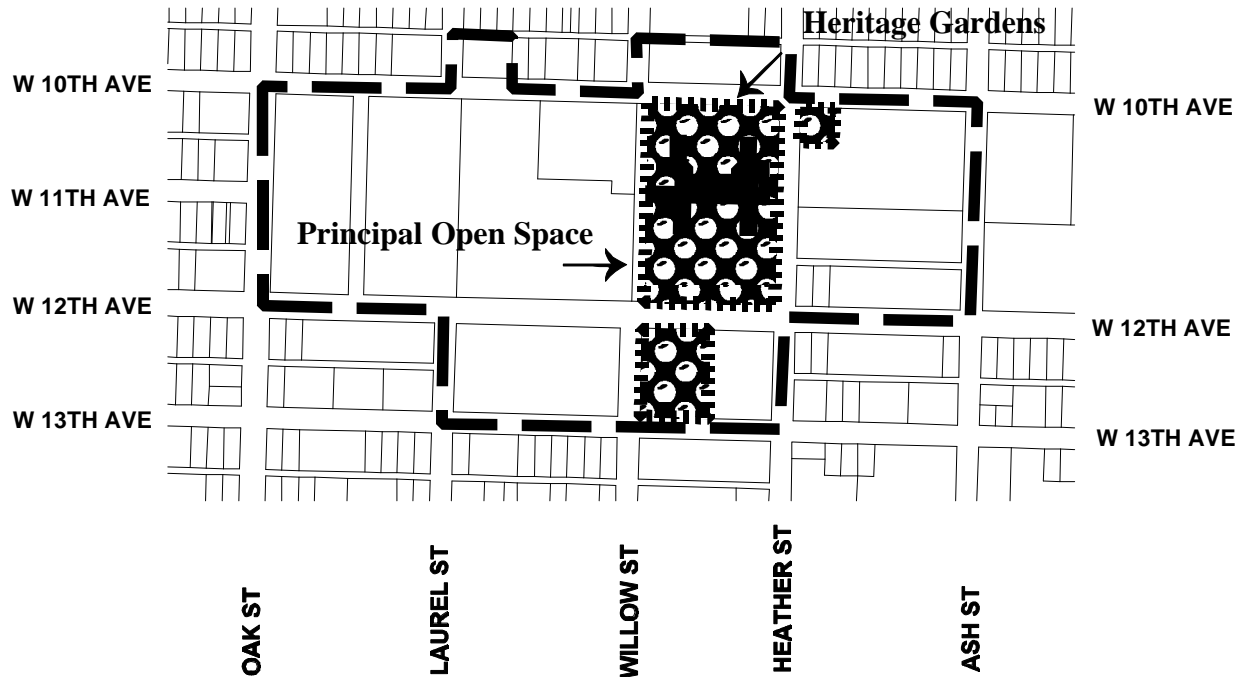 Heritage Gardens
W 10TH AVE
W 10TH AVE
W 11TH AVE
Principal Open Space
W 12TH AVE
W 12TH AVE
W 13TH AVE
W 13TH AVE
OAK ST
LAUREL ST
WILLOW ST
HEATHER ST
ASH ST